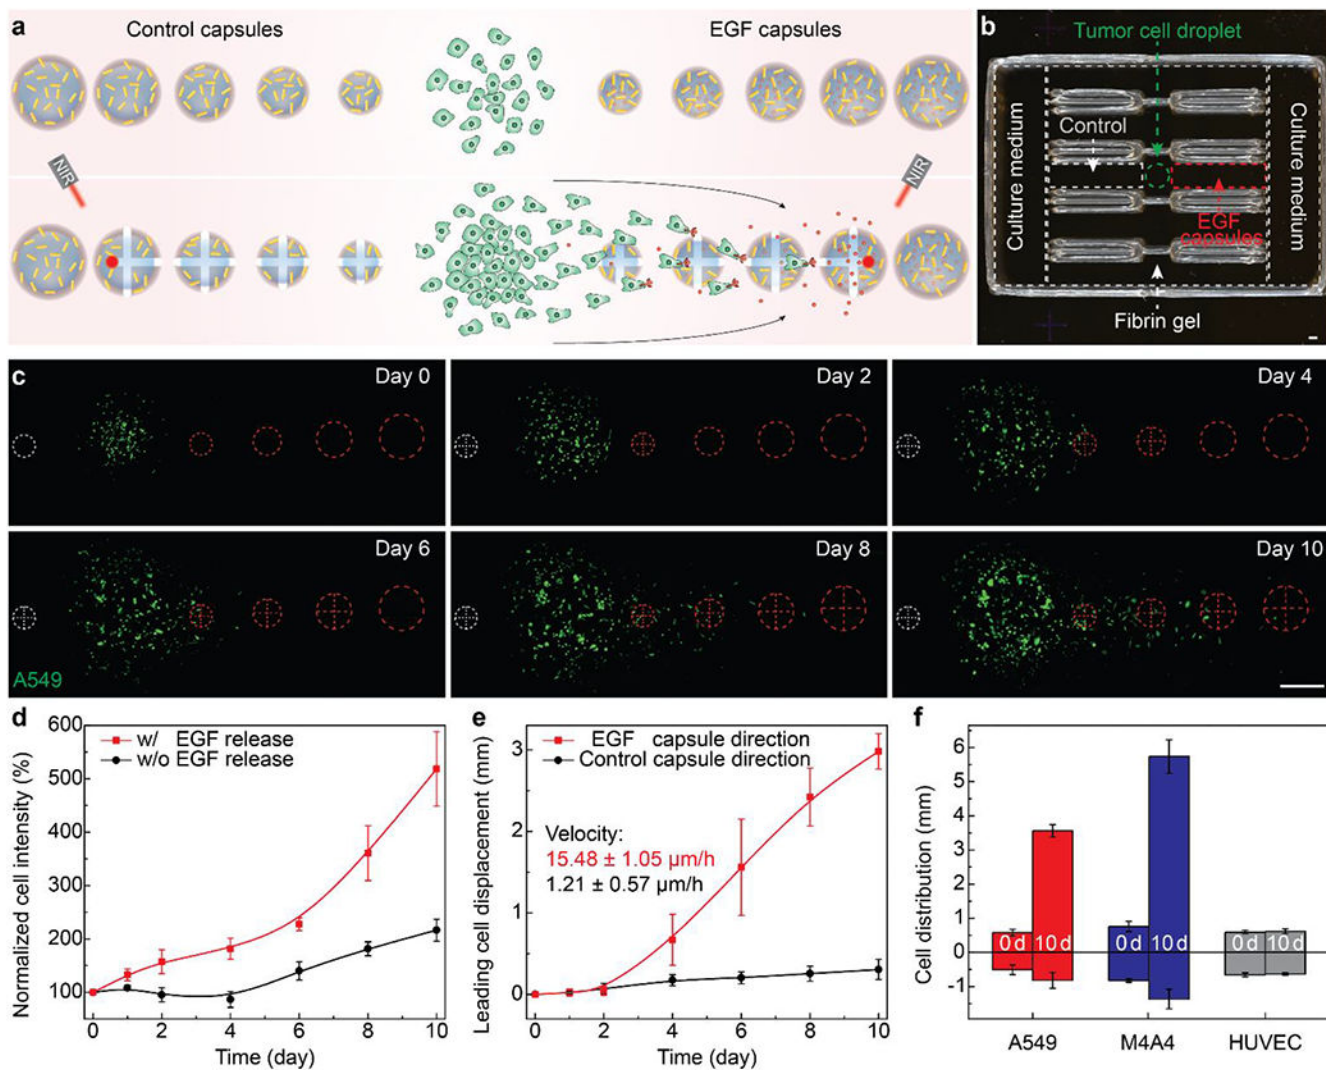 a
Control capsules
EGF capsules
NIR
NIR
b
Tumor cell droplet
Culture medium
Control
EGF
capsules
Culture medium
Fibrin gel
c
Day 0
Day 2
Day 4
Day 6
Day 8
Day 10
A549
d
Normalized cell intensity (%)
600
500
400
300
200
100
w/ EGF release
w/o EGF release
0 2 4 6 8 10
Time (day)
e
Leading cell displacement (mm)
3
2
1
0
EGF capsule direction
Control capsule direction
Velocity:
15.48 ± 1.05 μm/h
1.21 ± 0.57 μm/h
0 2 4 6 8 10
Time (day)
f
Cell distribution (mm)
6
5
4
3
2
1
0
-1
0 d 10 d
0 d 10 d
0 d 10 d
A549 M4A4 HUVEC